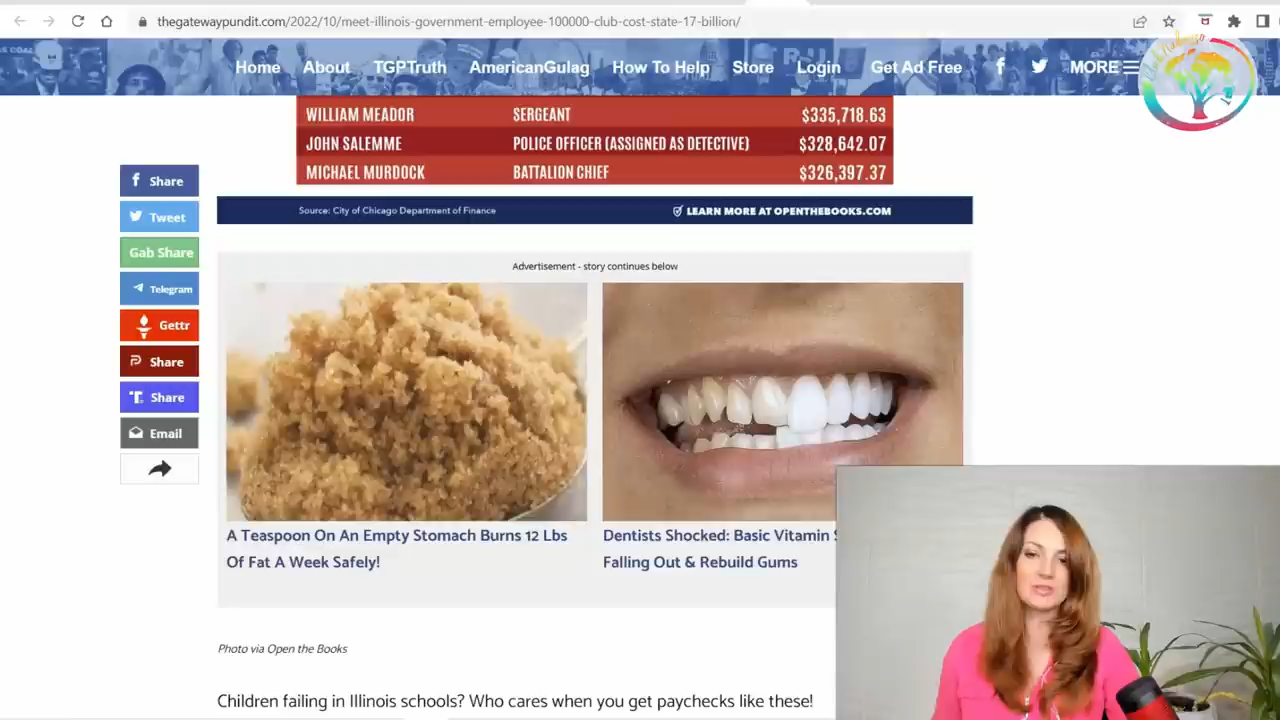 thegatewaypundit.com/2022/10/meet-illinois-government-employee-100000-club-cost-state-17-billion/
Home About TGPTruth AmericanGulag How To Help Store Login Get Ad Free MORE
WILLIAM MEADOR SERGEANT $335,718.63
JOHN SALEMME POLICE OFFICER (ASSIGNED AS DETECTIVE) $328,642.07
MICHAEL MURDOCK BATTALION CHIEF $326,397.37
Source: City of Chicago Department of Finance LEARN MORE AT OPENTHEBOOKS.COM
Share
Tweet
Gab Share
Telegram
Gettr
Share
Share
Email
Advertisement - story continues below
A Teaspoon On An Empty Stomach Burns 12 Lbs
Of Fat A Week Safely!
Dentists Shocked: Basic Vitamin
Falling Out & Rebuild Gums
Photo via Open the Books
Children failing in Illinois schools? Who cares when you get paychecks like these!